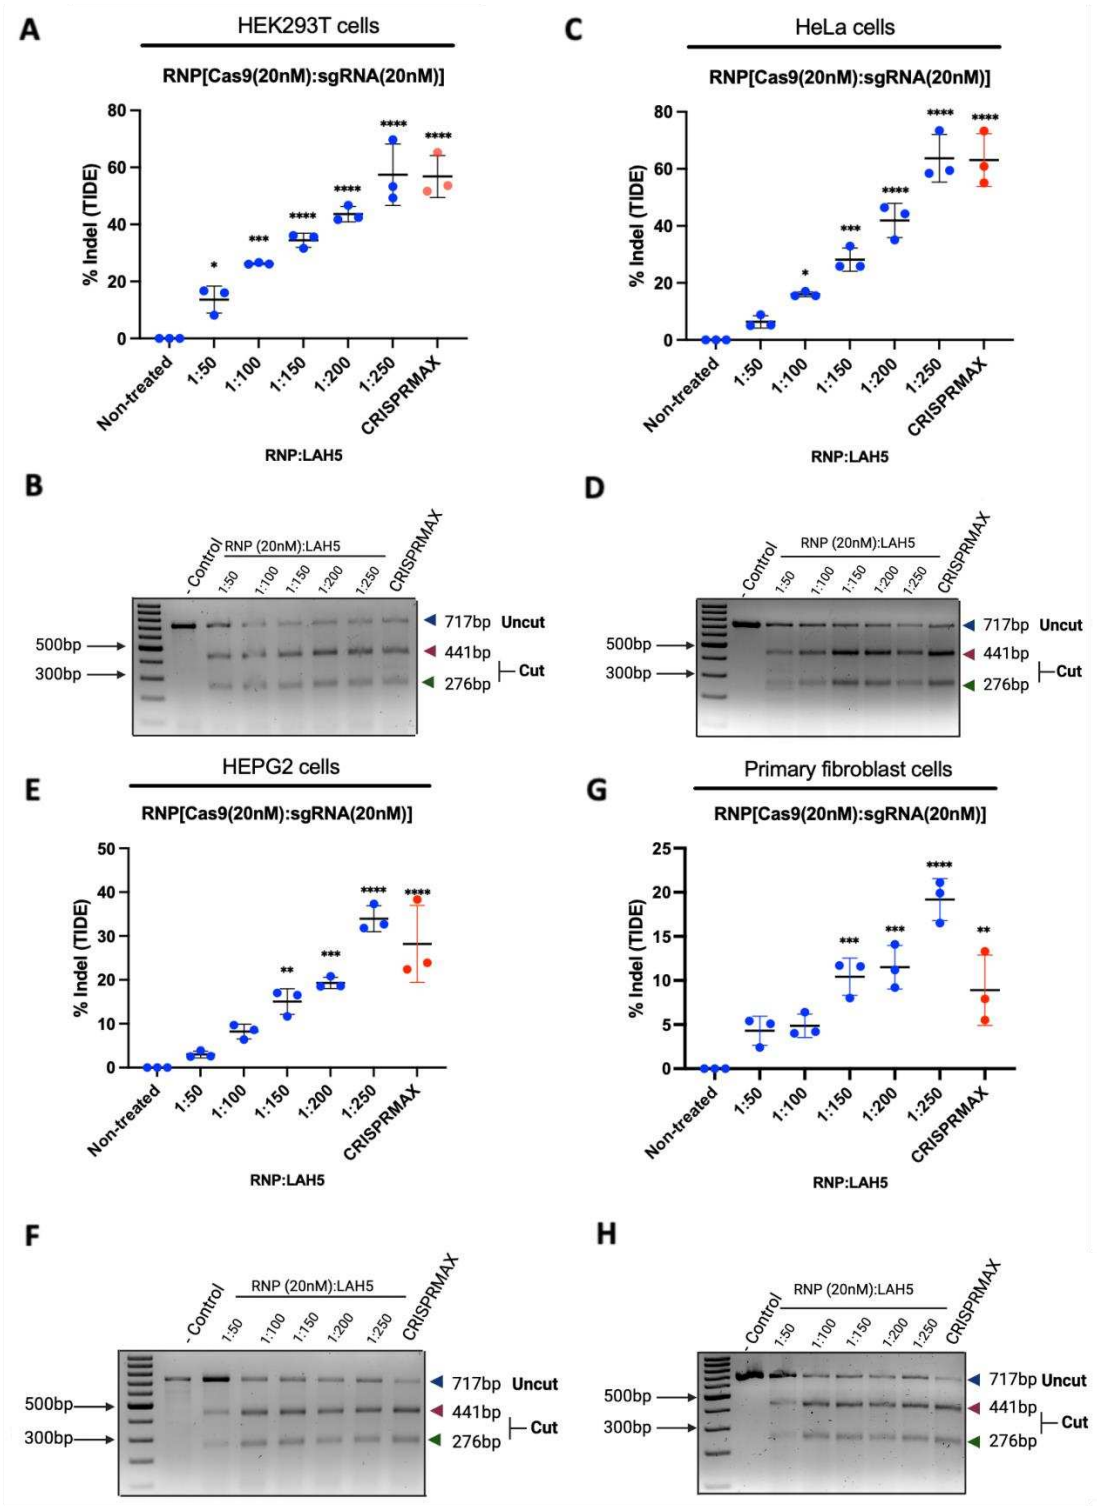 A
HEK293T cells
RNP[Cas9(20nM):sgRNA(20nM)]
% Indel (TIDE)
80
60
40
20
0
*
***
****
****
****
****
Non-treated
1:50
1:100
1:150
1:200
1:250
CRISPRMAX
RNP:LAH5
C
HeLa cells
RNP[Cas9(20nM):sgRNA(20nM)]
% Indel (TIDE)
80
60
40
20
0
*
***
****
****
****
Non-treated
1:50
1:100
1:150
1:200
1:250
CRISPRMAX
RNP:LAH5
B
- Control
RNP (20nM):LAH5
1:50
1:100
1:150
1:200
1:250
CRISPRMAX
500bp
300bp
717bp Uncut
441bp
Cut
276bp
D
- Control
RNP (20nM):LAH5
1:50
1:100
1:150
1:200
1:250
CRISPRMAX
500bp
300bp
717bp Uncut
441bp
Cut
276bp
E
HEPG2 cells
RNP[Cas9(20nM):sgRNA(20nM)]
% Indel (TIDE)
50
40
30
20
10
0
**
***
****
****
Non-treated
1:50
1:100
1:150
1:200
1:250
CRISPRMAX
RNP:LAH5
G
Primary fibroblast cells
RNP[Cas9(20nM):sgRNA(20nM)]
% Indel (TIDE)
25
20
15
10
5
0
***
***
****
**
Non-treated
1:50
1:100
1:150
1:200
1:250
CRISPRMAX
RNP:LAH5
F
- Control
RNP (20nM):LAH5
1:50
1:100
1:150
1:200
1:250
CRISPRMAX
500bp
300bp
717bp Uncut
441bp
Cut
276bp
H
- Control
RNP (20nM):LAH5
1:50
1:100
1:150
1:200
1:250
CRISPRMAX
500bp
300bp
717bp Uncut
441bp
Cut
276bp